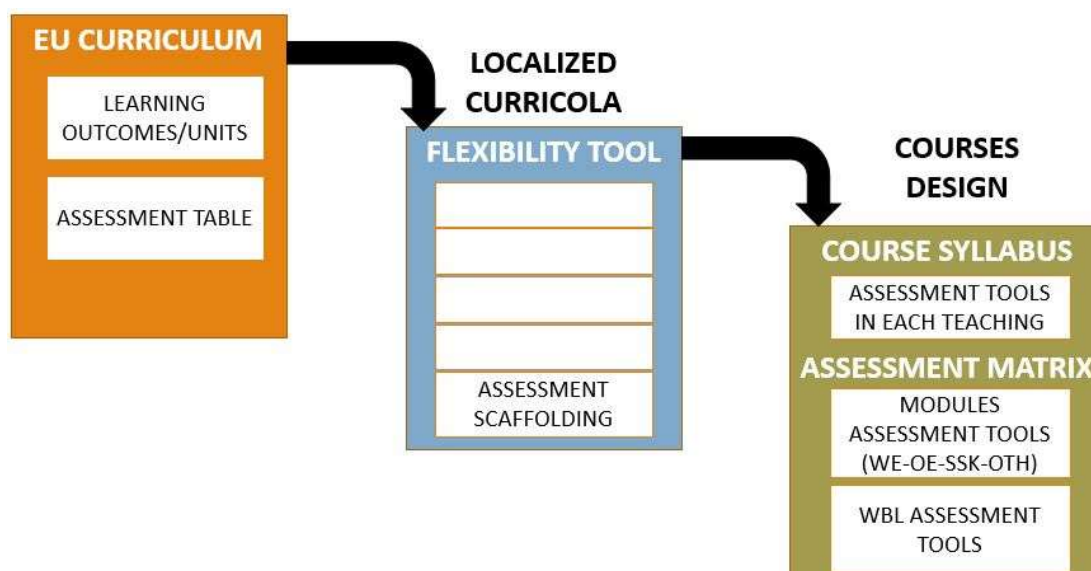 EU CURRICULUM
LEARNING
OUTCOMES/UNITS
ASSESSMENT TABLE
LOCALIZED
CURRICOLA
FLEXIBILITY TOOL
ASSESSMENT
SCAFFOLDING
COURSES
DESIGN
COURSE SYLLABUS
ASSESSMENT TOOLS
IN EACH TEACHING
ASSESSMENT MATRIX
MODULES
ASSESSMENT TOOLS
(WE-OE-SSK-OTH)
WBL ASSESSMENT
TOOLS